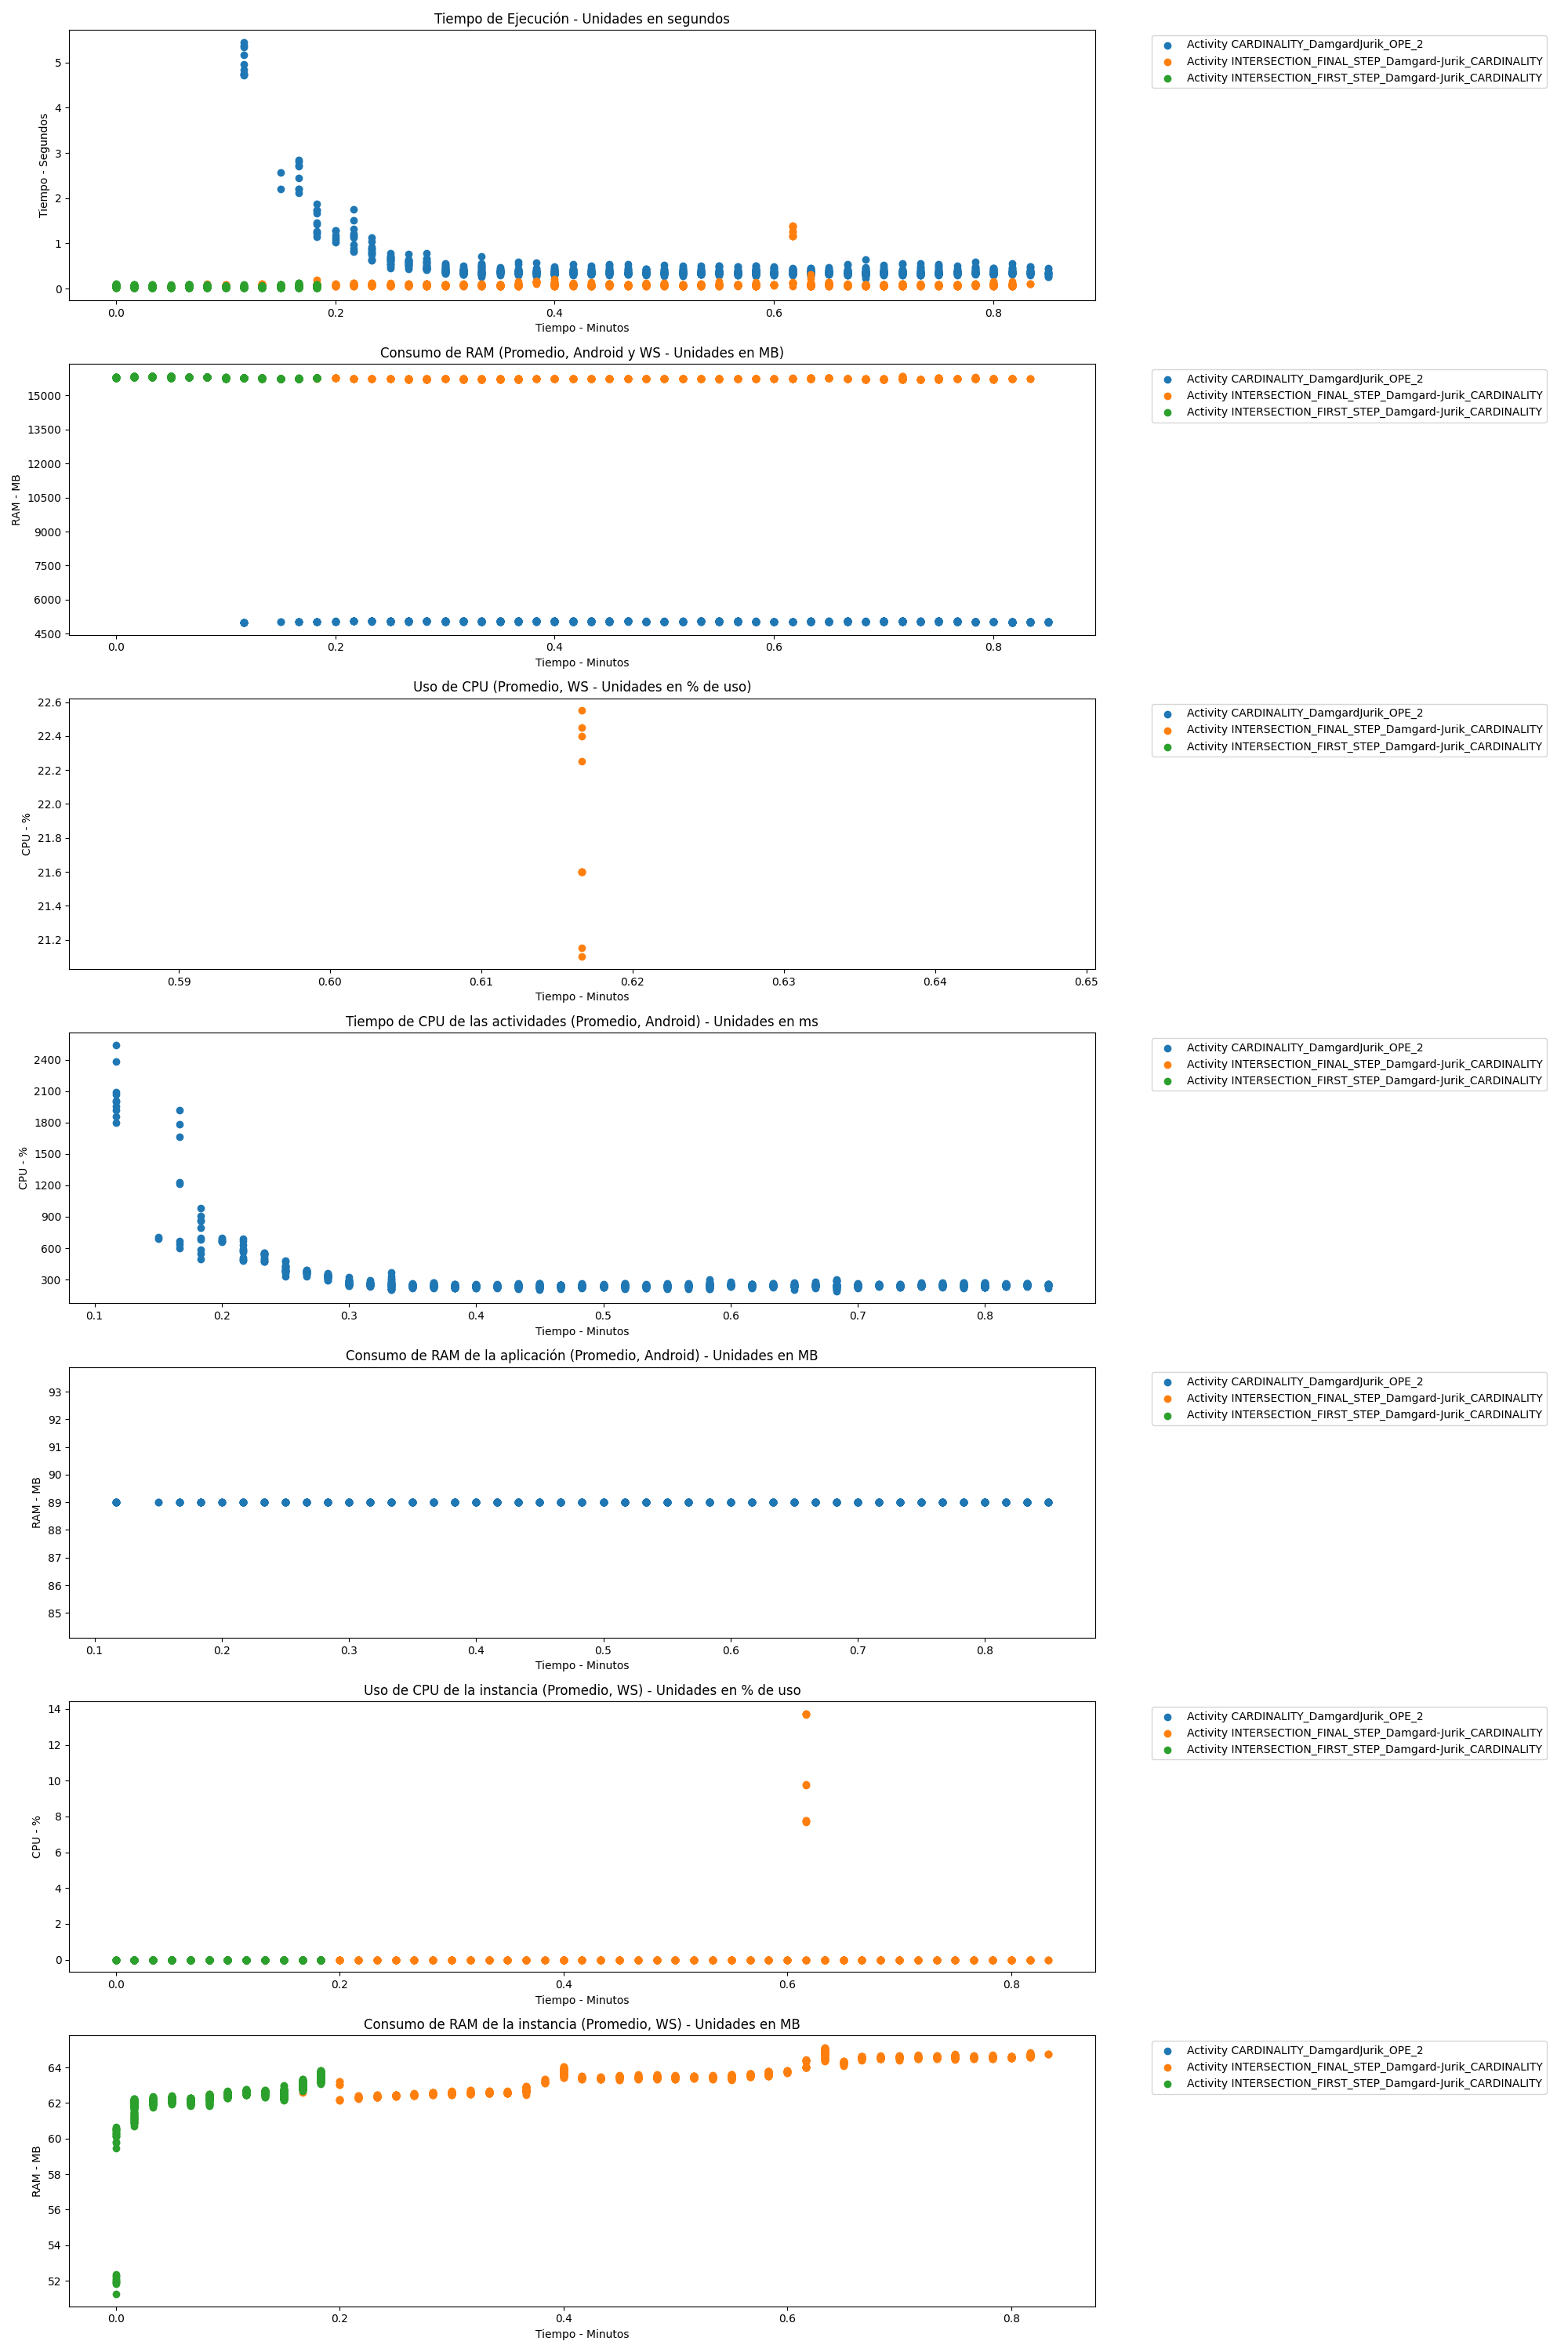 Tiempo de Ejecución - Unidades en segundos
Tiempo - Segundos
5
4
3
2
1
0
0.0 0.2 0.4 0.6 0.8
Tiempo - Minutos
Activity CARDINALITY_DamgardJurik_OPE_2
Activity INTERSECTION_FINAL_STEP_Damgard-Jurik_CARDINALITY
Activity INTERSECTION_FIRST_STEP_Damgard-Jurik_CARDINALITY
Consumo de RAM (Promedio, Android y WS - Unidades en MB)
RAM - MB
15000
13500
12000
10500
9000
7500
6000
4500
0.0 0.2 0.4 0.6 0.8
Tiempo - Minutos
Activity CARDINALITY_DamgardJurik_OPE_2
Activity INTERSECTION_FINAL_STEP_Damgard-Jurik_CARDINALITY
Activity INTERSECTION_FIRST_STEP_Damgard-Jurik_CARDINALITY
Uso de CPU (Promedio, WS - Unidades en % de uso)
CPU - %
22.6
22.4
22.2
22.0
21.8
21.6
21.4
21.2
0.59 0.60 0.61 0.62 0.63 0.64 0.65
Tiempo - Minutos
Activity CARDINALITY_DamgardJurik_OPE_2
Activity INTERSECTION_FINAL_STEP_Damgard-Jurik_CARDINALITY
Activity INTERSECTION_FIRST_STEP_Damgard-Jurik_CARDINALITY
Tiempo de CPU de las actividades (Promedio, Android) - Unidades en ms
CPU - %
2400
2100
1800
1500
1200
900
600
300
0.1 0.2 0.3 0.4 0.5 0.6 0.7 0.8
Tiempo - Minutos
Activity CARDINALITY_DamgardJurik_OPE_2
Activity INTERSECTION_FINAL_STEP_Damgard-Jurik_CARDINALITY
Activity INTERSECTION_FIRST_STEP_Damgard-Jurik_CARDINALITY
Consumo de RAM de la aplicación (Promedio, Android) - Unidades en MB
RAM - MB
93
92
91
90
89
88
87
86
85
0.1 0.2 0.3 0.4 0.5 0.6 0.7 0.8
Tiempo - Minutos
Activity CARDINALITY_DamgardJurik_OPE_2
Activity INTERSECTION_FINAL_STEP_Damgard-Jurik_CARDINALITY
Activity INTERSECTION_FIRST_STEP_Damgard-Jurik_CARDINALITY
Uso de CPU de la instancia (Promedio, WS) - Unidades en % de uso
CPU - %
14
12
10
8
6
4
2
0
0.0 0.2 0.4 0.6 0.8
Tiempo - Minutos
Activity CARDINALITY_DamgardJurik_OPE_2
Activity INTERSECTION_FINAL_STEP_Damgard-Jurik_CARDINALITY
Activity INTERSECTION_FIRST_STEP_Damgard-Jurik_CARDINALITY
Consumo de RAM de la instancia (Promedio, WS) - Unidades en MB
RAM - MB
64
62
60
58
56
54
52
0.0 0.2 0.4 0.6 0.8
Tiempo - Minutos
Activity CARDINALITY_DamgardJurik_OPE_2
Activity INTERSECTION_FINAL_STEP_Damgard-Jurik_CARDINALITY
Activity INTERSECTION_FIRST_STEP_Damgard-Jurik_CARDINALITY